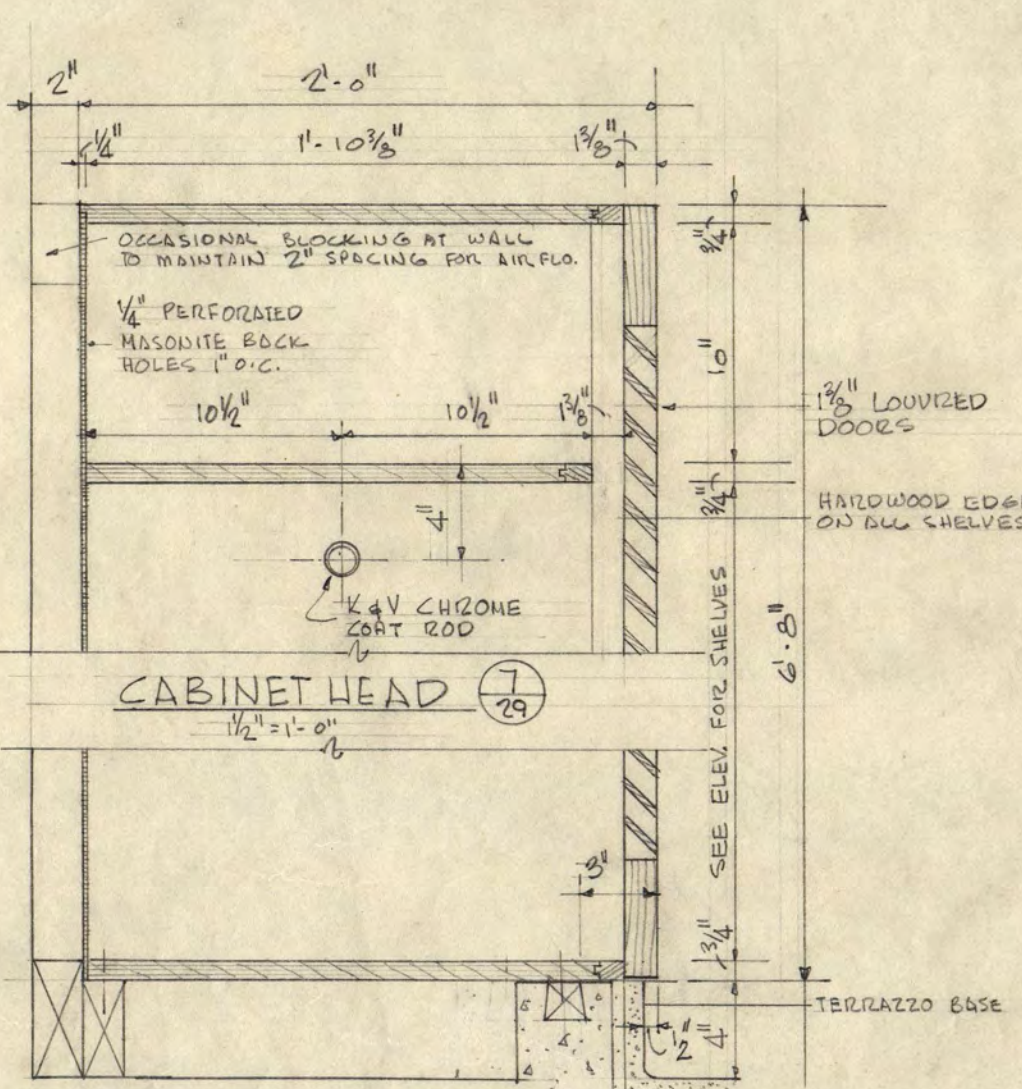 2" 2'-0"
1/4" 1'-10 3/8" 1 3/8"
OCCASIONAL BLOCKING AT WALL
TO MAINTAIN 2" SPACING FOR AIR FLO.
3/4"
1/4" PERFORATED
MASONITE BACK
HOLES 1" O.C.
10"
10 1/2" 10 1/2" 1 3/8"
1 3/8" LOUVRED
DOORS
3/4"
4"
HARDWOOD EDGE
ON ALL SHELVES
K & V CHROME
COAT ROD
SEE ELEV. FOR SHELVES
6'-8"
CABINET HEAD 7
29
1 1/2" = 1'-0"
3"
3/4"
TERRAZZO BASE
1/2" 4"